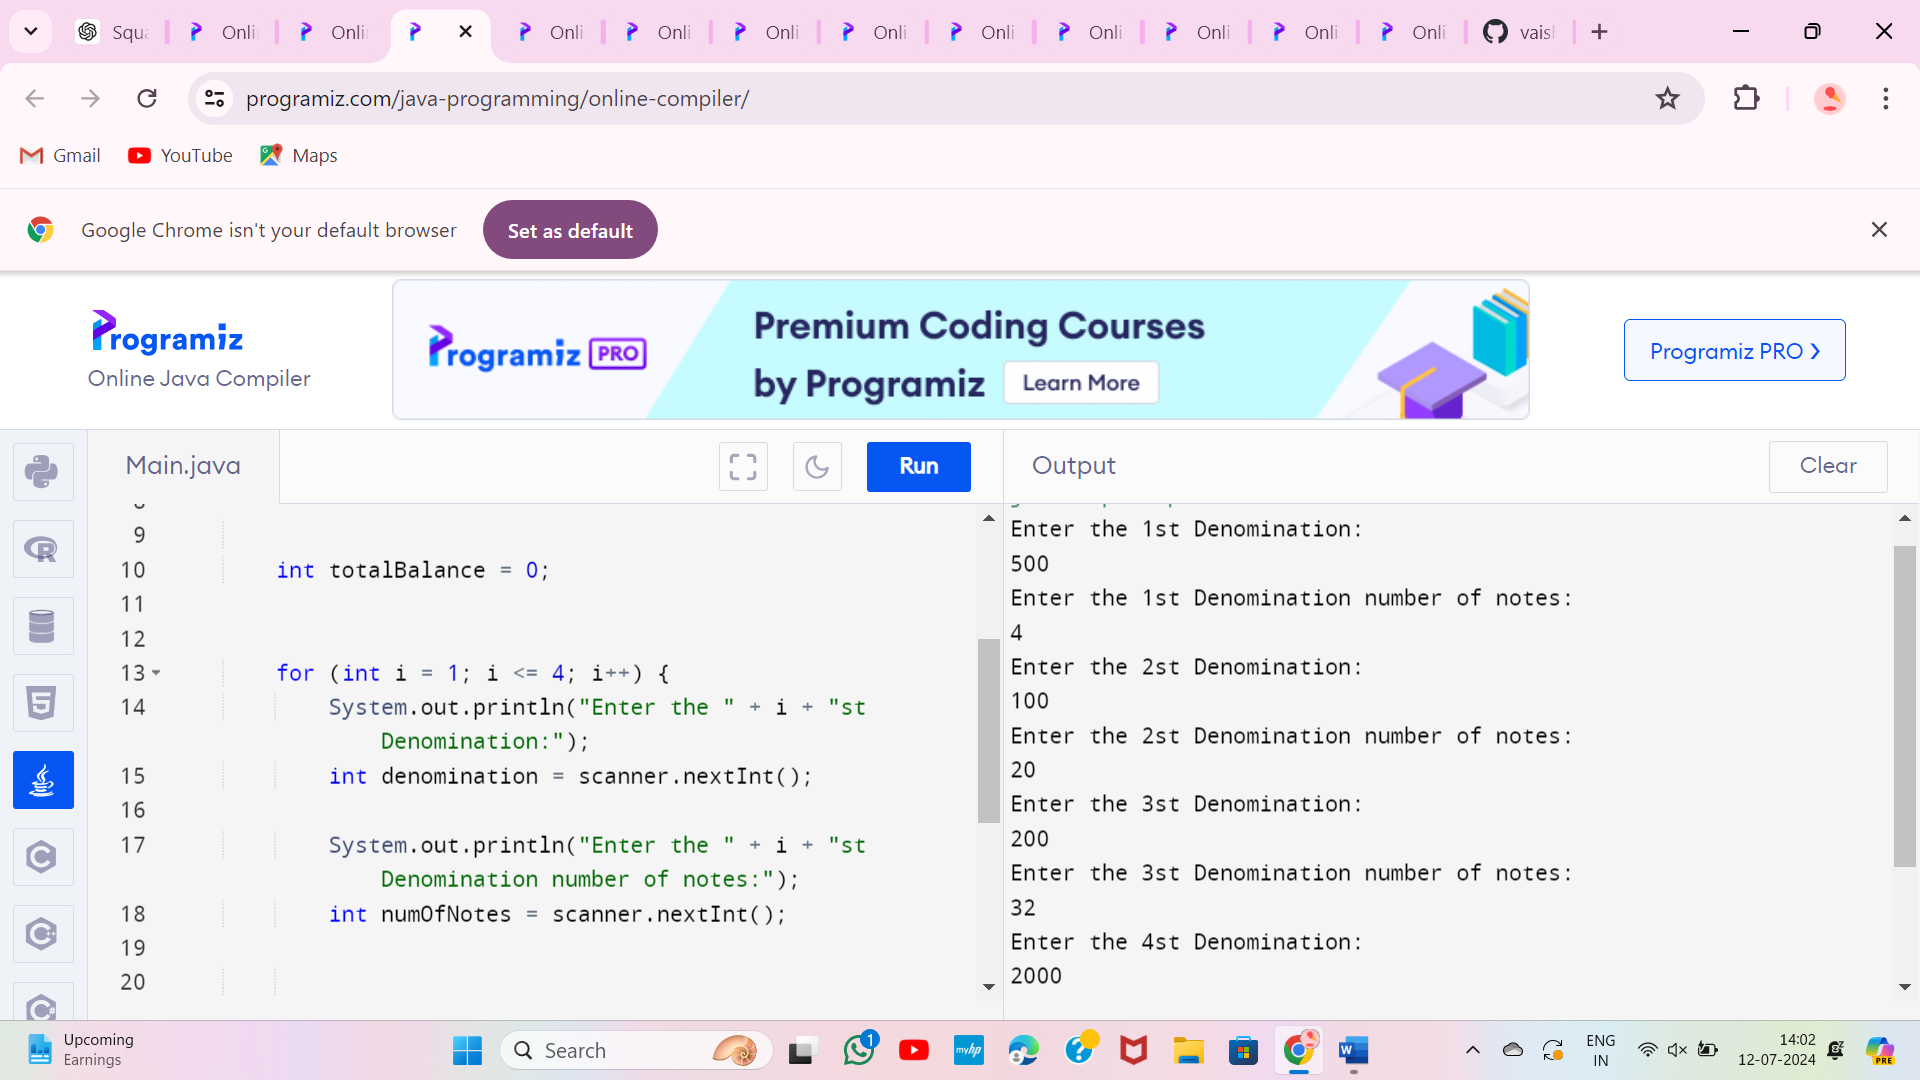 Squa
Onlin
Onlin
Onli
Onli
Onli
Onli
Onli
Onli
Onli
Onli
Onli
vaisl
programiz.com/java-programming/online-compiler/
Gmail
YouTube
Maps
Google Chrome isn't your default browser
Set as default
Programiz
Online Java Compiler
Programiz PRO
Premium Coding Courses
by Programiz
Learn More
Programiz PRO ❯
Main.java
Run
9
10 int totalBalance = 0;
11
12
13 for (int i = 1; i <= 4; i++) {
14 System.out.println("Enter the " + i + "st
Denomination:");
15 int denomination = scanner.nextInt();
16
17 System.out.println("Enter the " + i + "st
Denomination number of notes:");
18 int numOfNotes = scanner.nextInt();
19
20
Output
Clear
Enter the 1st Denomination:
500
Enter the 1st Denomination number of notes:
4
Enter the 2st Denomination:
100
Enter the 2st Denomination number of notes:
20
Enter the 3st Denomination:
200
Enter the 3st Denomination number of notes:
32
Enter the 4st Denomination:
2000
Upcoming
Earnings
Search
1
myhp
ENG
IN
14:02
12-07-2024
PRE